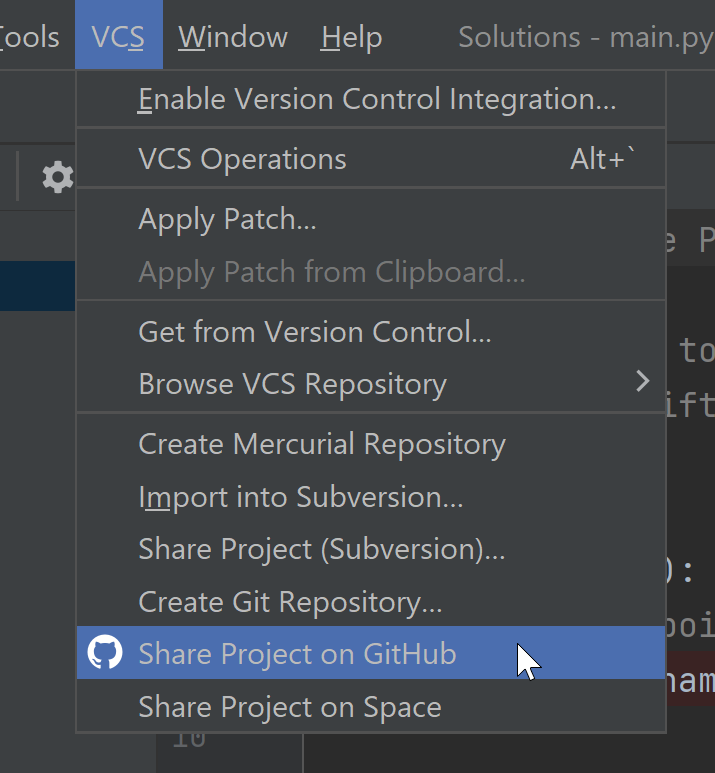 Tools VCS Window Help Solutions - main.py
Enable Version Control Integration...
VCS Operations Alt+`
e P
Apply Patch...
Apply Patch from Clipboard...
Get from Version Control...
to
Browse VCS Repository
ift
Create Mercurial Repository
Import into Subversion...
Share Project (Subversion)...
):
Create Git Repository...
poi
Share Project on GitHub
nam
Share Project on Space
10